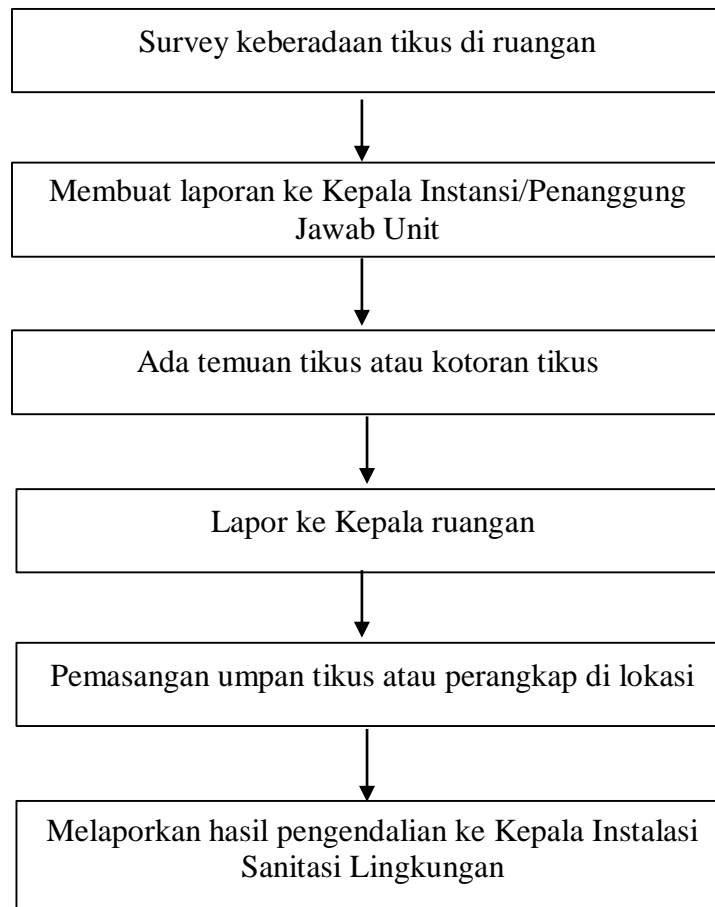 Survey keberadaan tikus di ruangan
Membuat laporan ke Kepala Instansi/Penanggung
Jawab Unit
Ada temuan tikus atau kotoran tikus
Lapor ke Kepala ruangan
Pemasangan umpan tikus atau perangkap di lokasi
Melaporkan hasil pengendalian ke Kepala Instalasi
Sanitasi Lingkungan